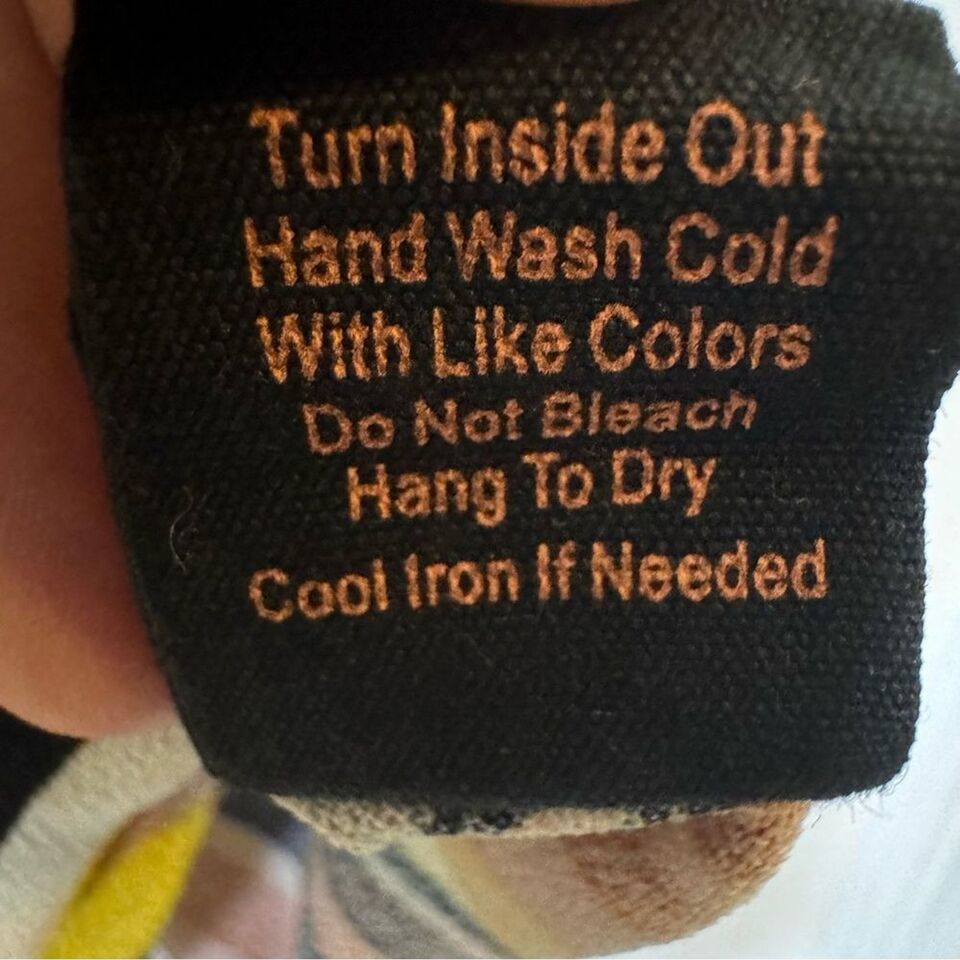 Turn Inside Out
Hand Wash Cold
With Like Colors
Do Not Bleach
Hang To Dry
Cool Iron If Needed